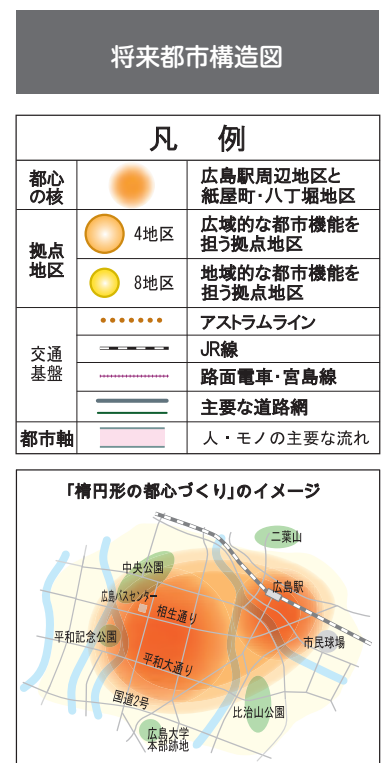 将来都市構造図
凡 例
都心
の核
広島駅周辺地区と
紙屋町・八丁堀地区
拠点
地区
4地区
広域的な都市機能を
担う拠点地区
8地区
地域的な都市機能を
担う拠点地区
交通
基盤
アストラムライン
JR線
路面電車・宮島線
主要な道路網
都市軸
人・モノの主要な流れ
「楕円形の都心づくり」のイメージ
二葉山
中央公園
広島駅
広島バスセンター
相生通り
平和記念公園
市民球場
平和大通り
国道2号
比治山公園
広島大学
本部跡地